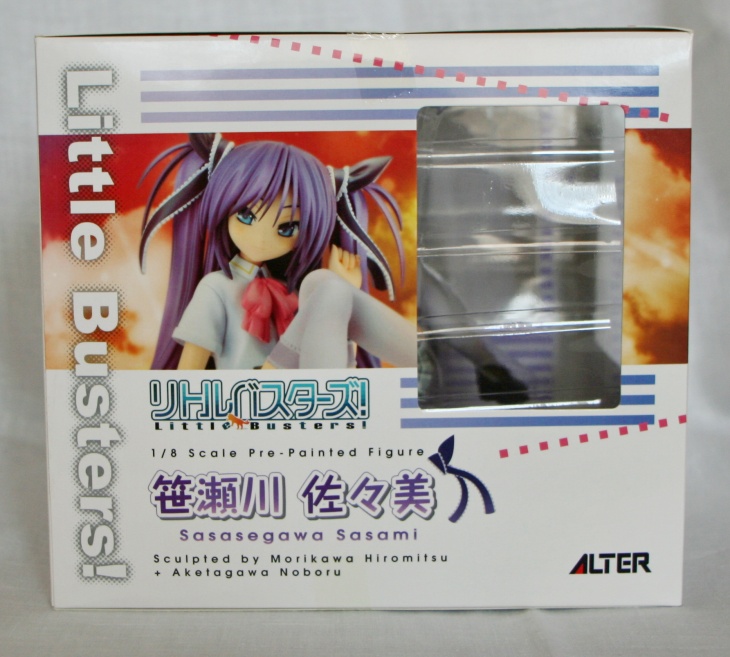 Little Busters!
リトルバスターズ!
Little Busters!
1/8 Scale Pre-Painted Figure
笹瀬川 佐々美
Sasasegawa Sasami
Sculpted by Morikawa Hiromitsu
+ Aketagawa Noboru
ALTER